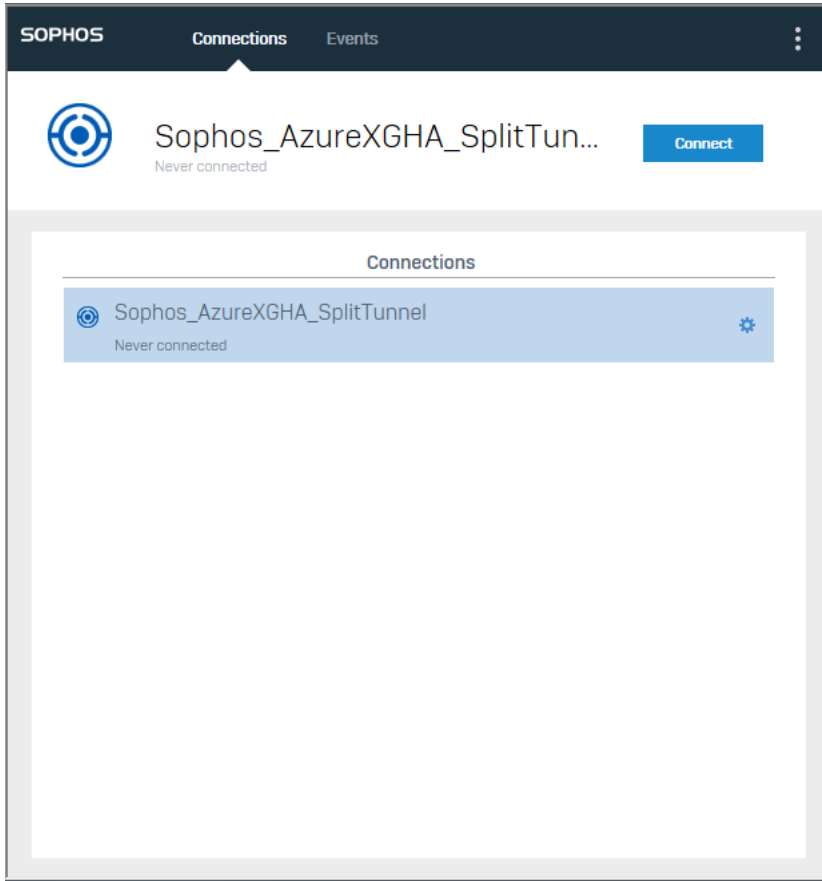 SOPHOS Connections Events
Sophos_AzureXGHA_SplitTun... Connect
Never connected
Connections
Sophos_AzureXGHA_SplitTunnel
Never connected